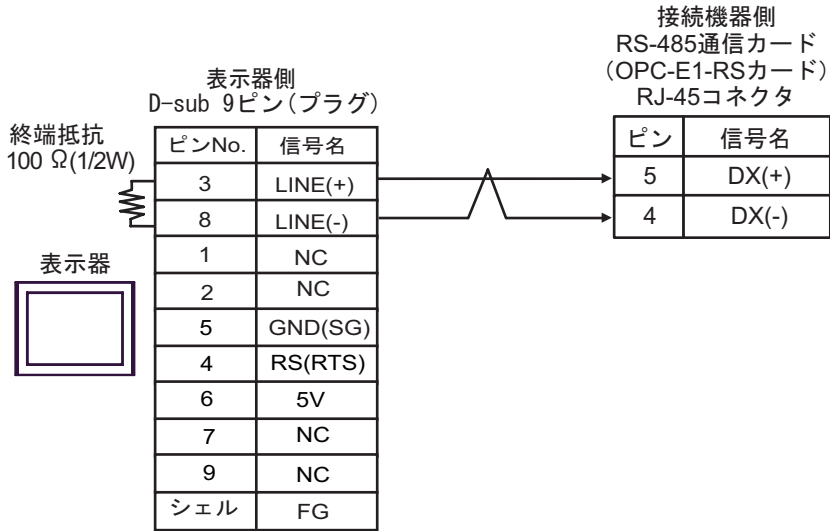 接続機器側
RS-485通信カード
（OPC-E1-RSカード）
RJ-45コネクタ
表示器側
D-sub 9ピン（プラグ）
終端抵抗
100 Ω(1/2W)
ピンNo. 信号名
3 LINE(+)
8 LINE(-)
1 NC
2 NC
5 GND(SG)
4 RS(RTS)
6 5V
7 NC
9 NC
シェル FG
表示器
ピン 信号名
5 DX(+)
4 DX(-)